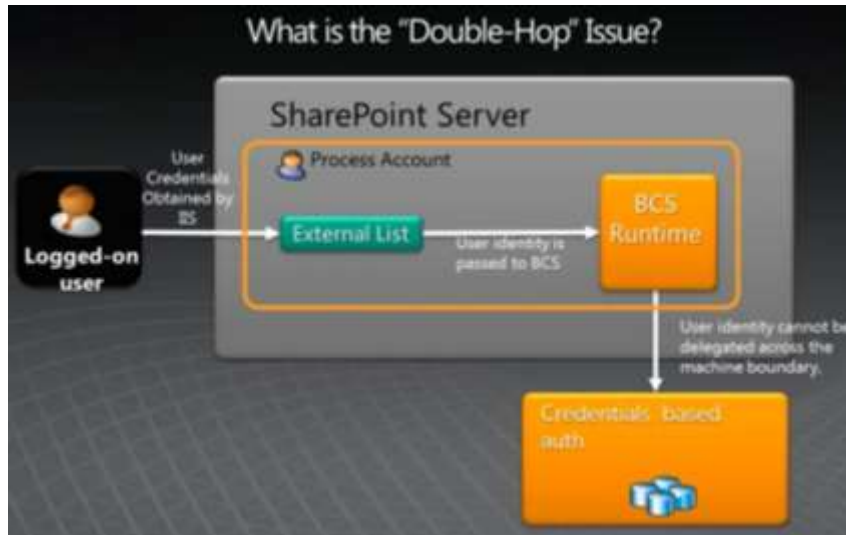 What is the "Double-Hop" Issue?
SharePoint Server
Process Account
User
Credentials
Obtained by
IIS
Logged-on
user
External List
User identity is
passed to BCS
BCS
Runtime
User identity cannot be
delegated across the
machine boundary.
Credentials based
auth